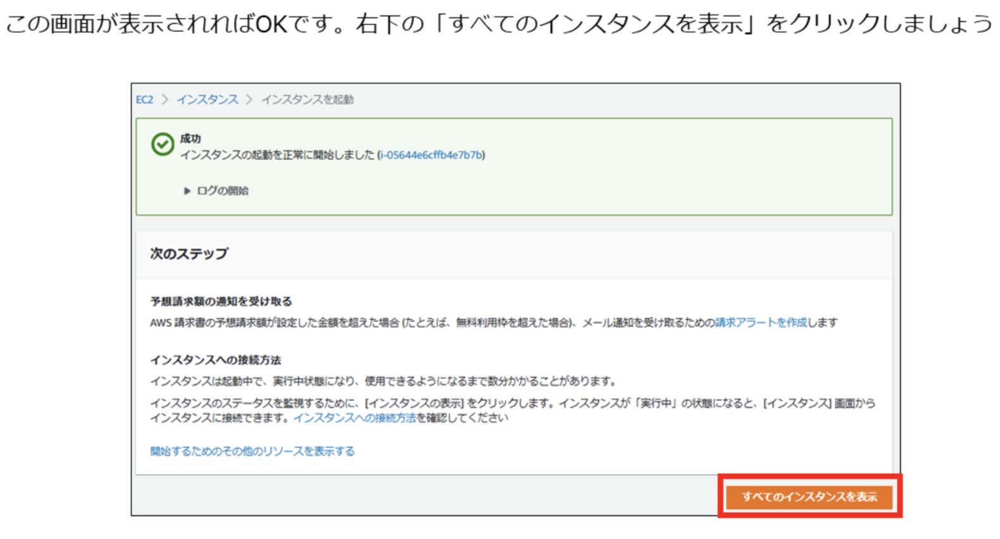 この画面が表示されればOKです。右下の「すべてのインスタンスを表示」をクリックしましょう
EC2 > インスタンス > インスタンスを起動
成功
インスタンスの起動を正常に開始しました (i-05644e6cffb4e7b7b)
▶ ログの開始
次のステップ
予想請求額の通知を受け取る
AWS 請求書の予想請求額が設定した金額を超えた場合 (たとえば、無料利用枠を超えた場合)、メール通知を受け取るための請求アラートを作成します
インスタンスへの接続方法
インスタンスは起動中で、実行中状態になり、使用できるようになるまで数分かかることがあります。
インスタンスのステータスを監視するために、[インスタンスの表示] をクリックします。インスタンスが「実行中」の状態になると、[インスタンス] 画面から
インスタンスに接続できます。インスタンスへの接続方法を確認してください
開始するためのその他のリソースを表示する
すべてのインスタンスを表示